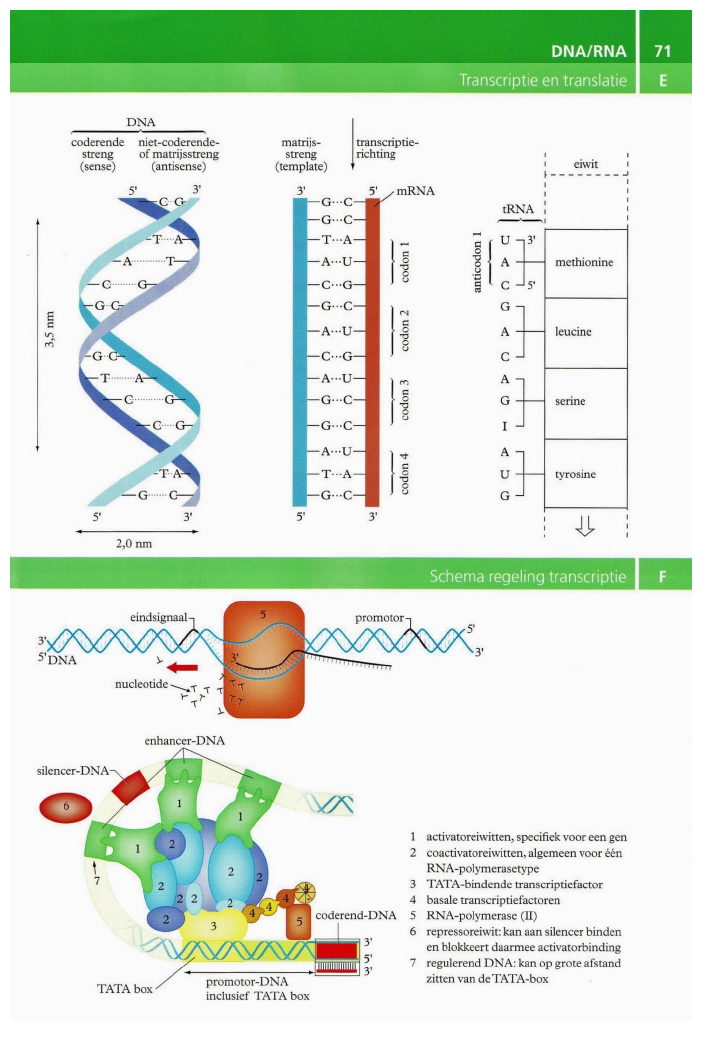 DNA/RNA 71
Transcriptie en translatie E
DNA
coderende streng (sense)
niet-coderende- of matrijsstreng (antisense)
5' 3'
C G
T A
A T
C G
G C
G C
T A
C G
C G
T A
G C
5' 3'
3,5 nm
2,0 nm
matrijs-
streng
(template)
transcriptie-
richting
3' 5'
mRNA
G C
G C
T A
A U
C G
codon 1
G C
A U
C G
codon 2
A U
G C
G C
codon 3
A U
T A
G C
codon 4
5' 3'
eiwit
tRNA
anticodon 1
U 3'
A
C 5'
methionine
G
A
C
leucine
A
G
I
serine
A
U
G
tyrosine
Schema regeling transcriptie F
eindsignaal
5
promotor
3'
5' DNA
3'
5'
3'
nucleotide
enhancer-DNA
silencer-DNA
6
1
1
1
2
2
2
2
2
2
2
2
7
3
4
4
4
4
5
coderend-DNA
3'
5'
3'
TATA box
promotor-DNA
inclusief TATA box
1 activatoreiwitten, specifiek voor een gen
2 coactivatoreiwitten, algemeen voor één
RNA-polymerasetype
3 TATA-bindende transcriptiefactor
4 basale transcriptiefactoren
5 RNA-polymerase (II)
6 repressoreiwit: kan aan silencer binden
en blokkeert daarmee activatorbinding
7 regulerend DNA: kan op grote afstand
zitten van de TATA-box